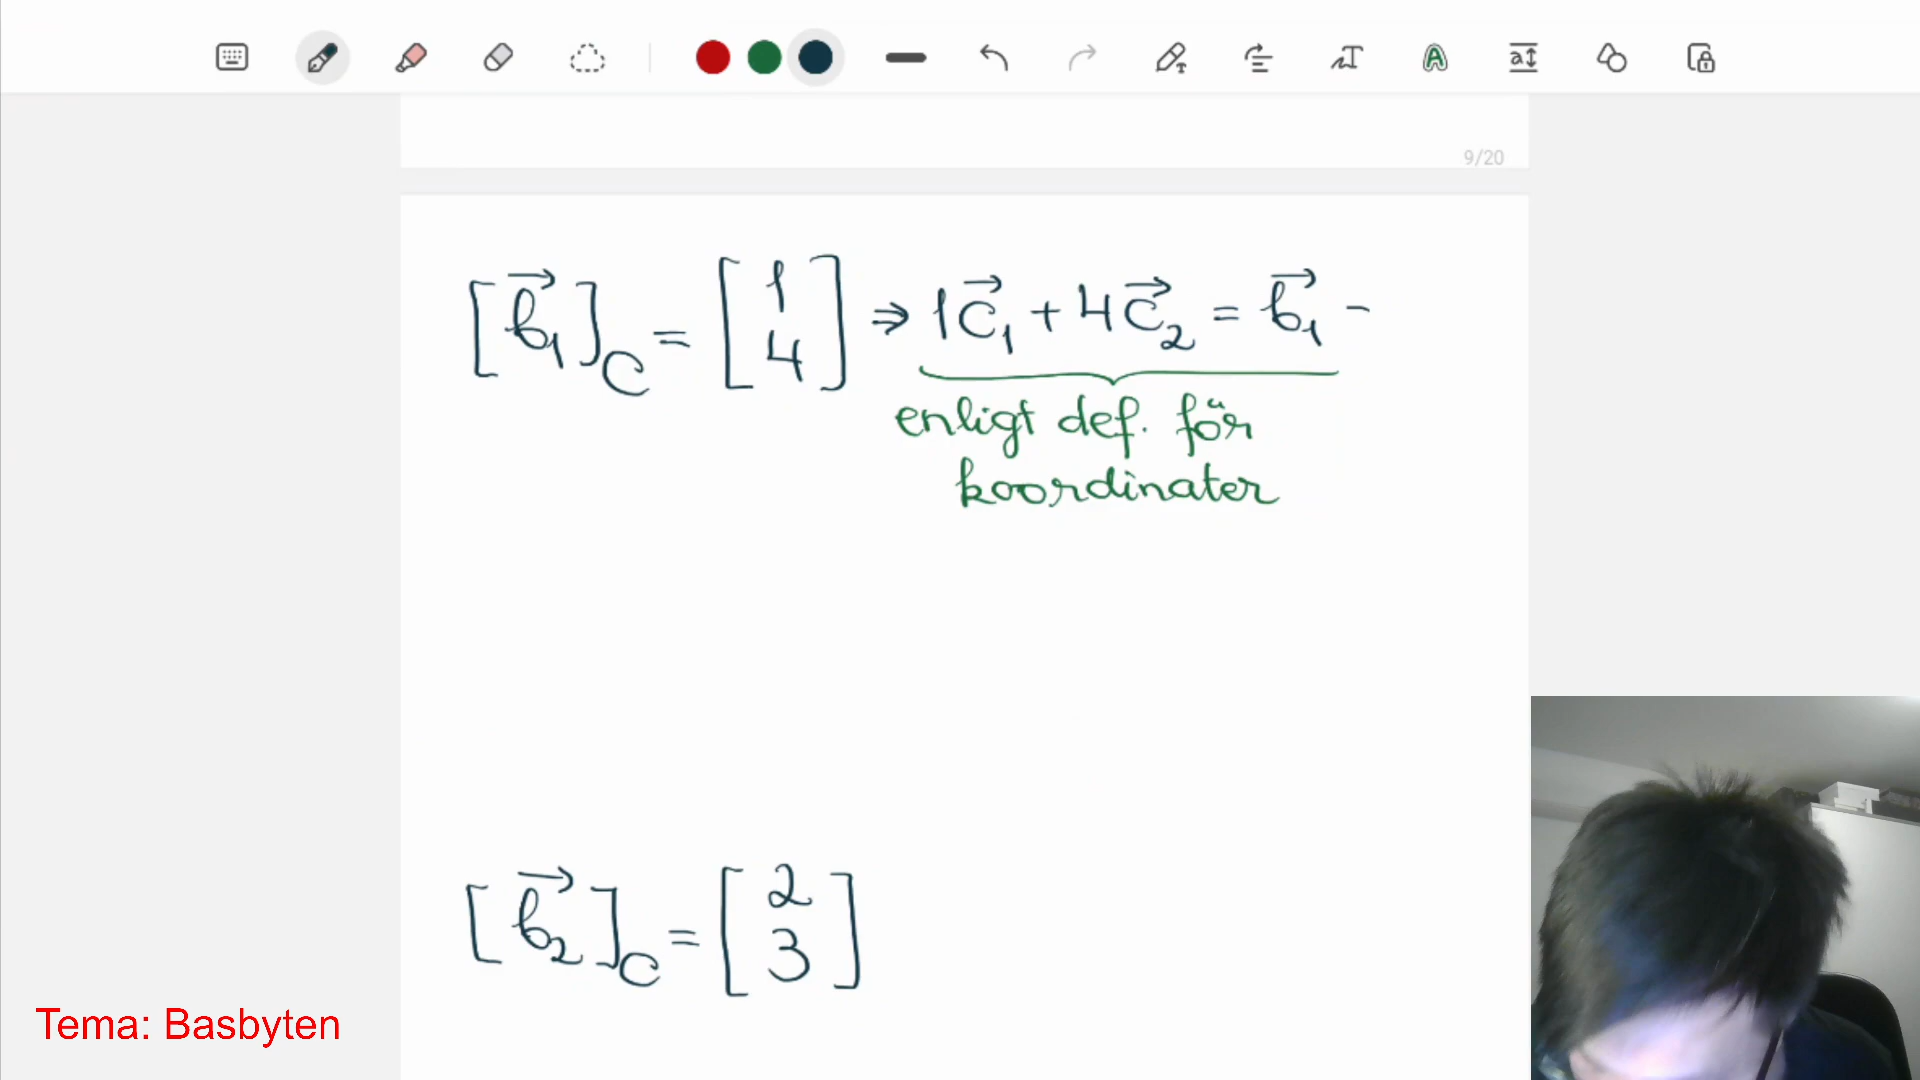 9/20
[b⃗₁]_C = [1 4] ⇒ 1c⃗₁ + 4c⃗₂ = b⃗₁ -
enligt def. för
koordinater
[b⃗₂]_C = [2 3]
Tema: Basbyten